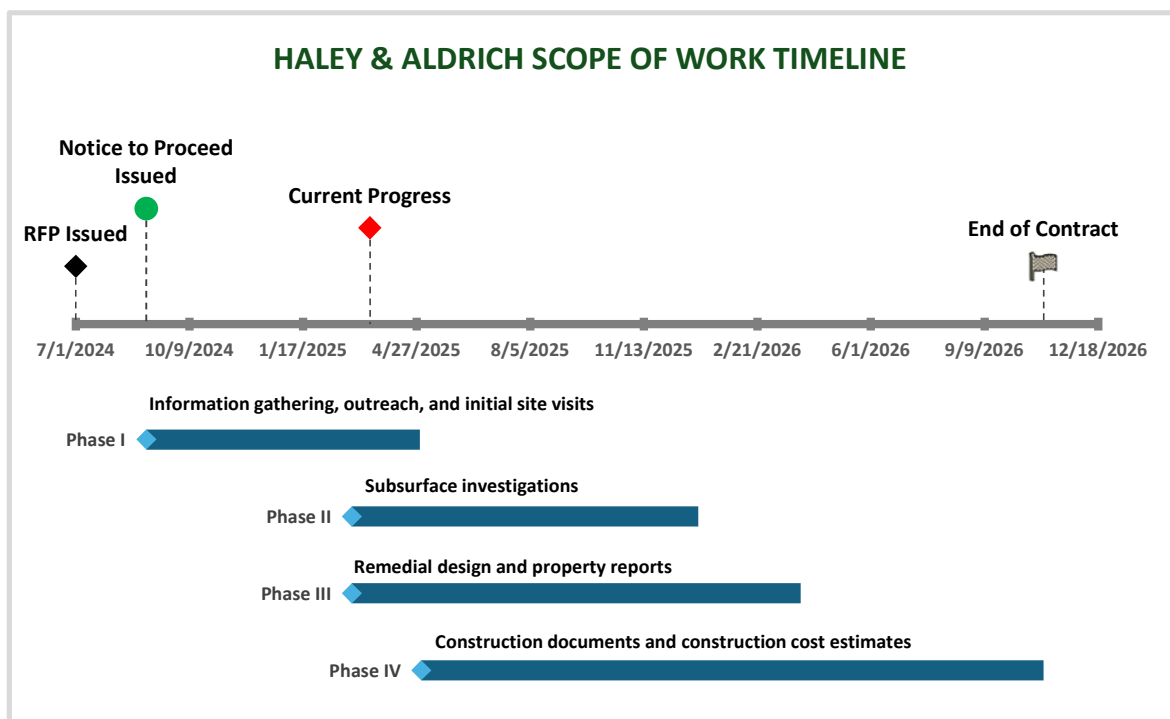 HALEY & ALDRICH SCOPE OF WORK TIMELINE
Notice to Proceed
Issued
Current Progress
RFP Issued
End of Contract
7/1/2024 10/9/2024 1/17/2025 4/27/2025 8/5/2025 11/13/2025 2/21/2026 6/1/2026 9/9/2026 12/18/2026
Information gathering, outreach, and initial site visits
Phase I
Subsurface investigations
Phase II
Remedial design and property reports
Phase III
Construction documents and construction cost estimates
Phase IV